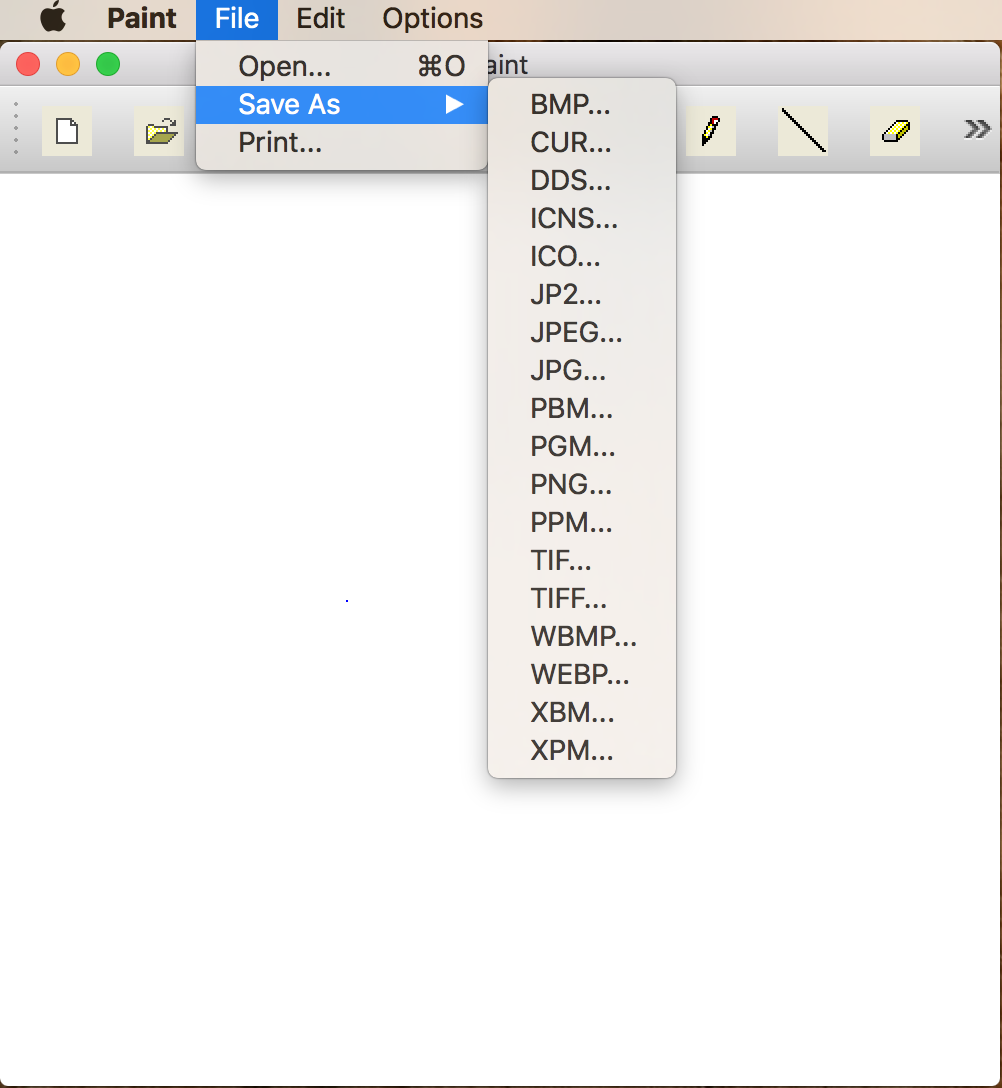 Paint File Edit Options
aint
Open... ⌘O
Save As ▶
Print...
BMP...
CUR...
DDS...
ICNS...
ICO...
JP2...
JPEG...
JPG...
PBM...
PGM...
PNG...
PPM...
TIF...
TIFF...
WBMP...
WEBP...
XBM...
XPM...